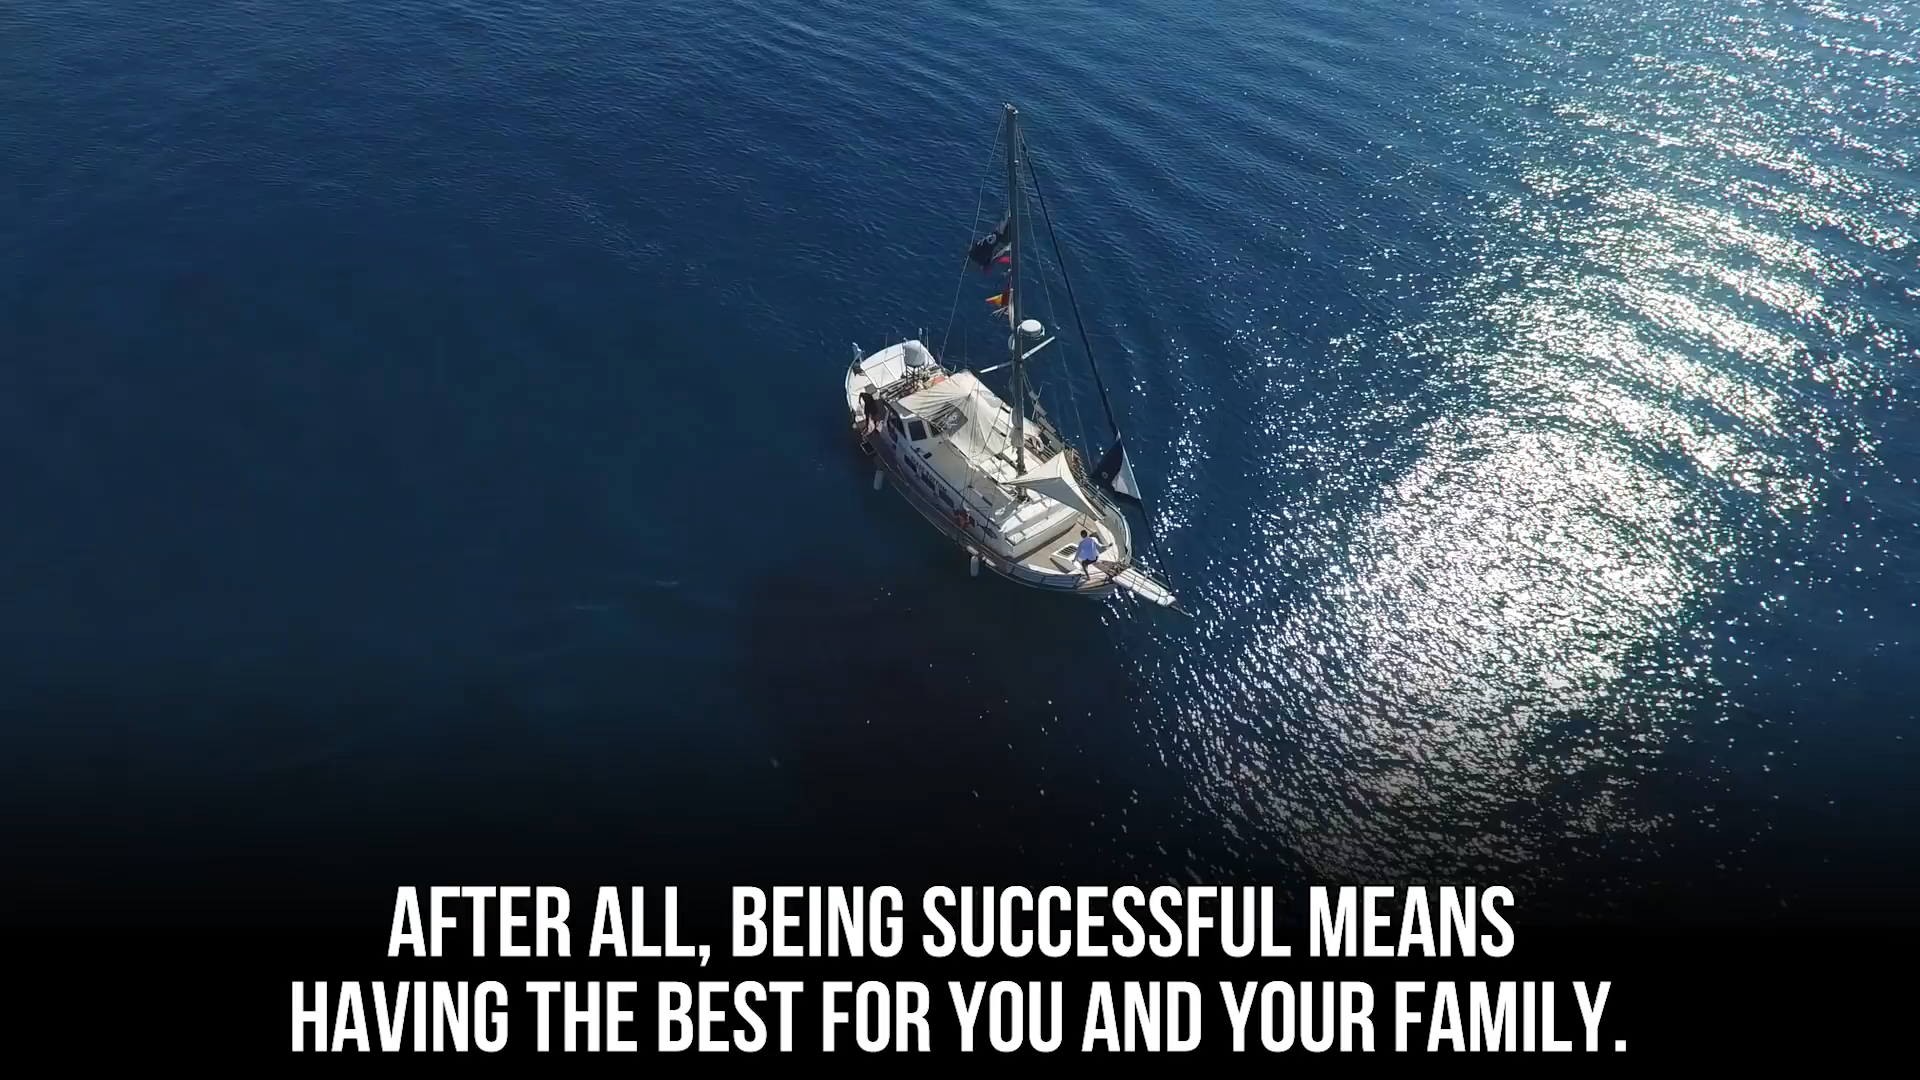 AFTER ALL, BEING SUCCESSFUL MEANS
HAVING THE BEST FOR YOU AND YOUR FAMILY.